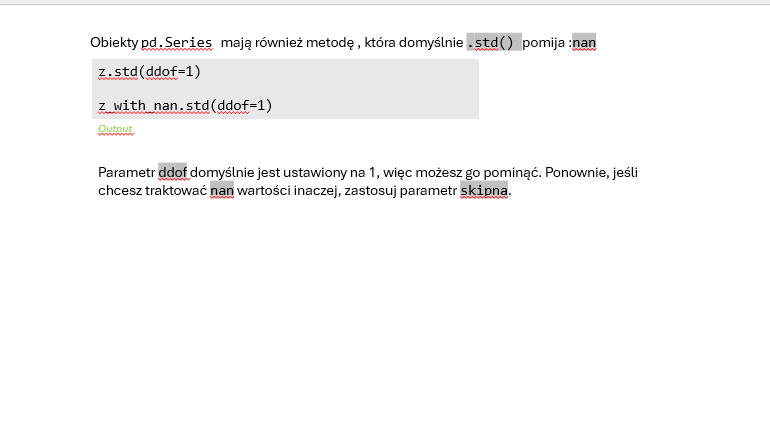 Obiekty pd.Series mają również metodę , która domyślnie .std() pomija :nan
z.std(ddof=1)
z_with_nan.std(ddof=1)
Output
Parametr ddof domyślnie jest ustawiony na 1, więc możesz go pominąć. Ponownie, jeśli
chcesz traktować nan wartości inaczej, zastosuj parametr skipna.